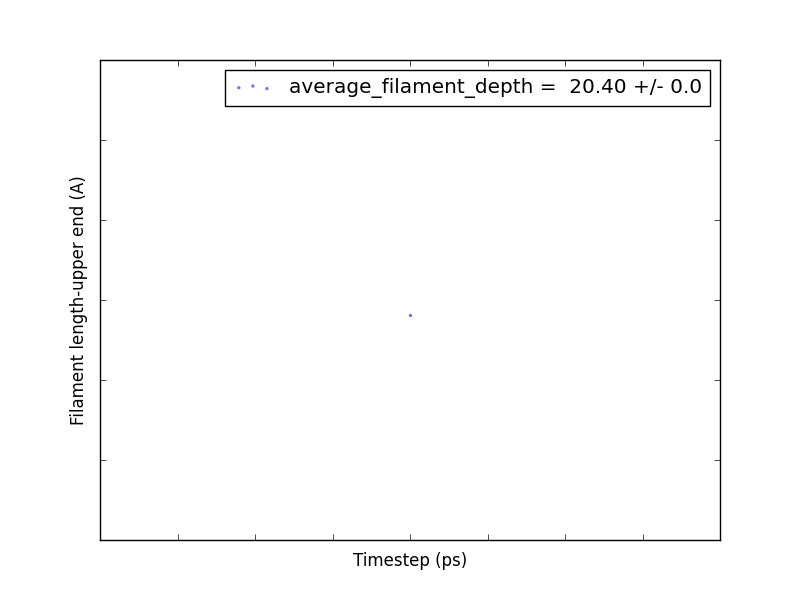 average_filament_depth =  20.40 +/- 0.0
Filament length-upper end (A)
Timestep (ps)